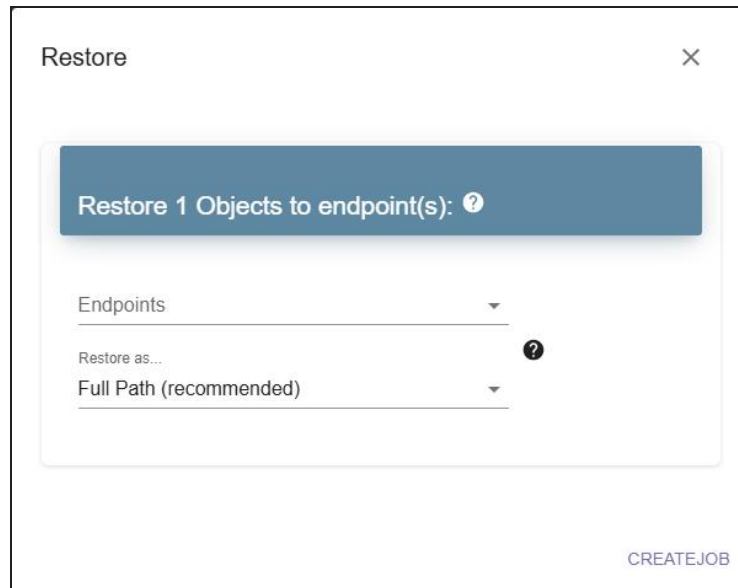 Restore
Restore 1 Objects to endpoint(s):
Endpoints
Restore as...
Full Path (recommended)
CREATEJOB